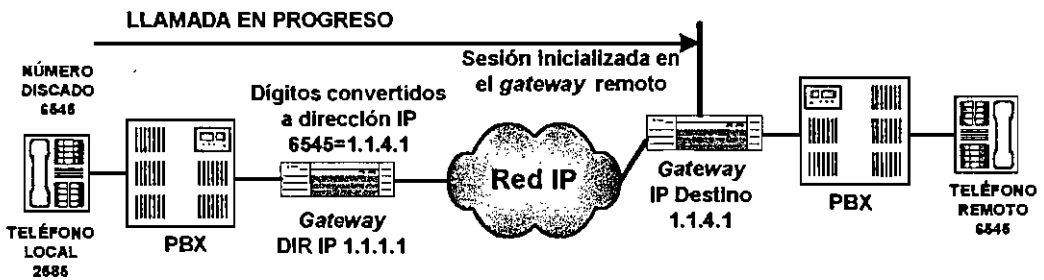 LLAMADA EN PROGRESO
NÚMERO
DISCADO
6545
TELÉFONO
LOCAL
2585
PBX
Dígitos convertidos
a dirección IP
6545=1.1.4.1
Gateway
DIR IP 1.1.1.1
Red IP
Sesión Inicializada en
el gateway remoto
Gateway
IP Destino
1.1.4.1
PBX
TELÉFONO
REMOTO
6545